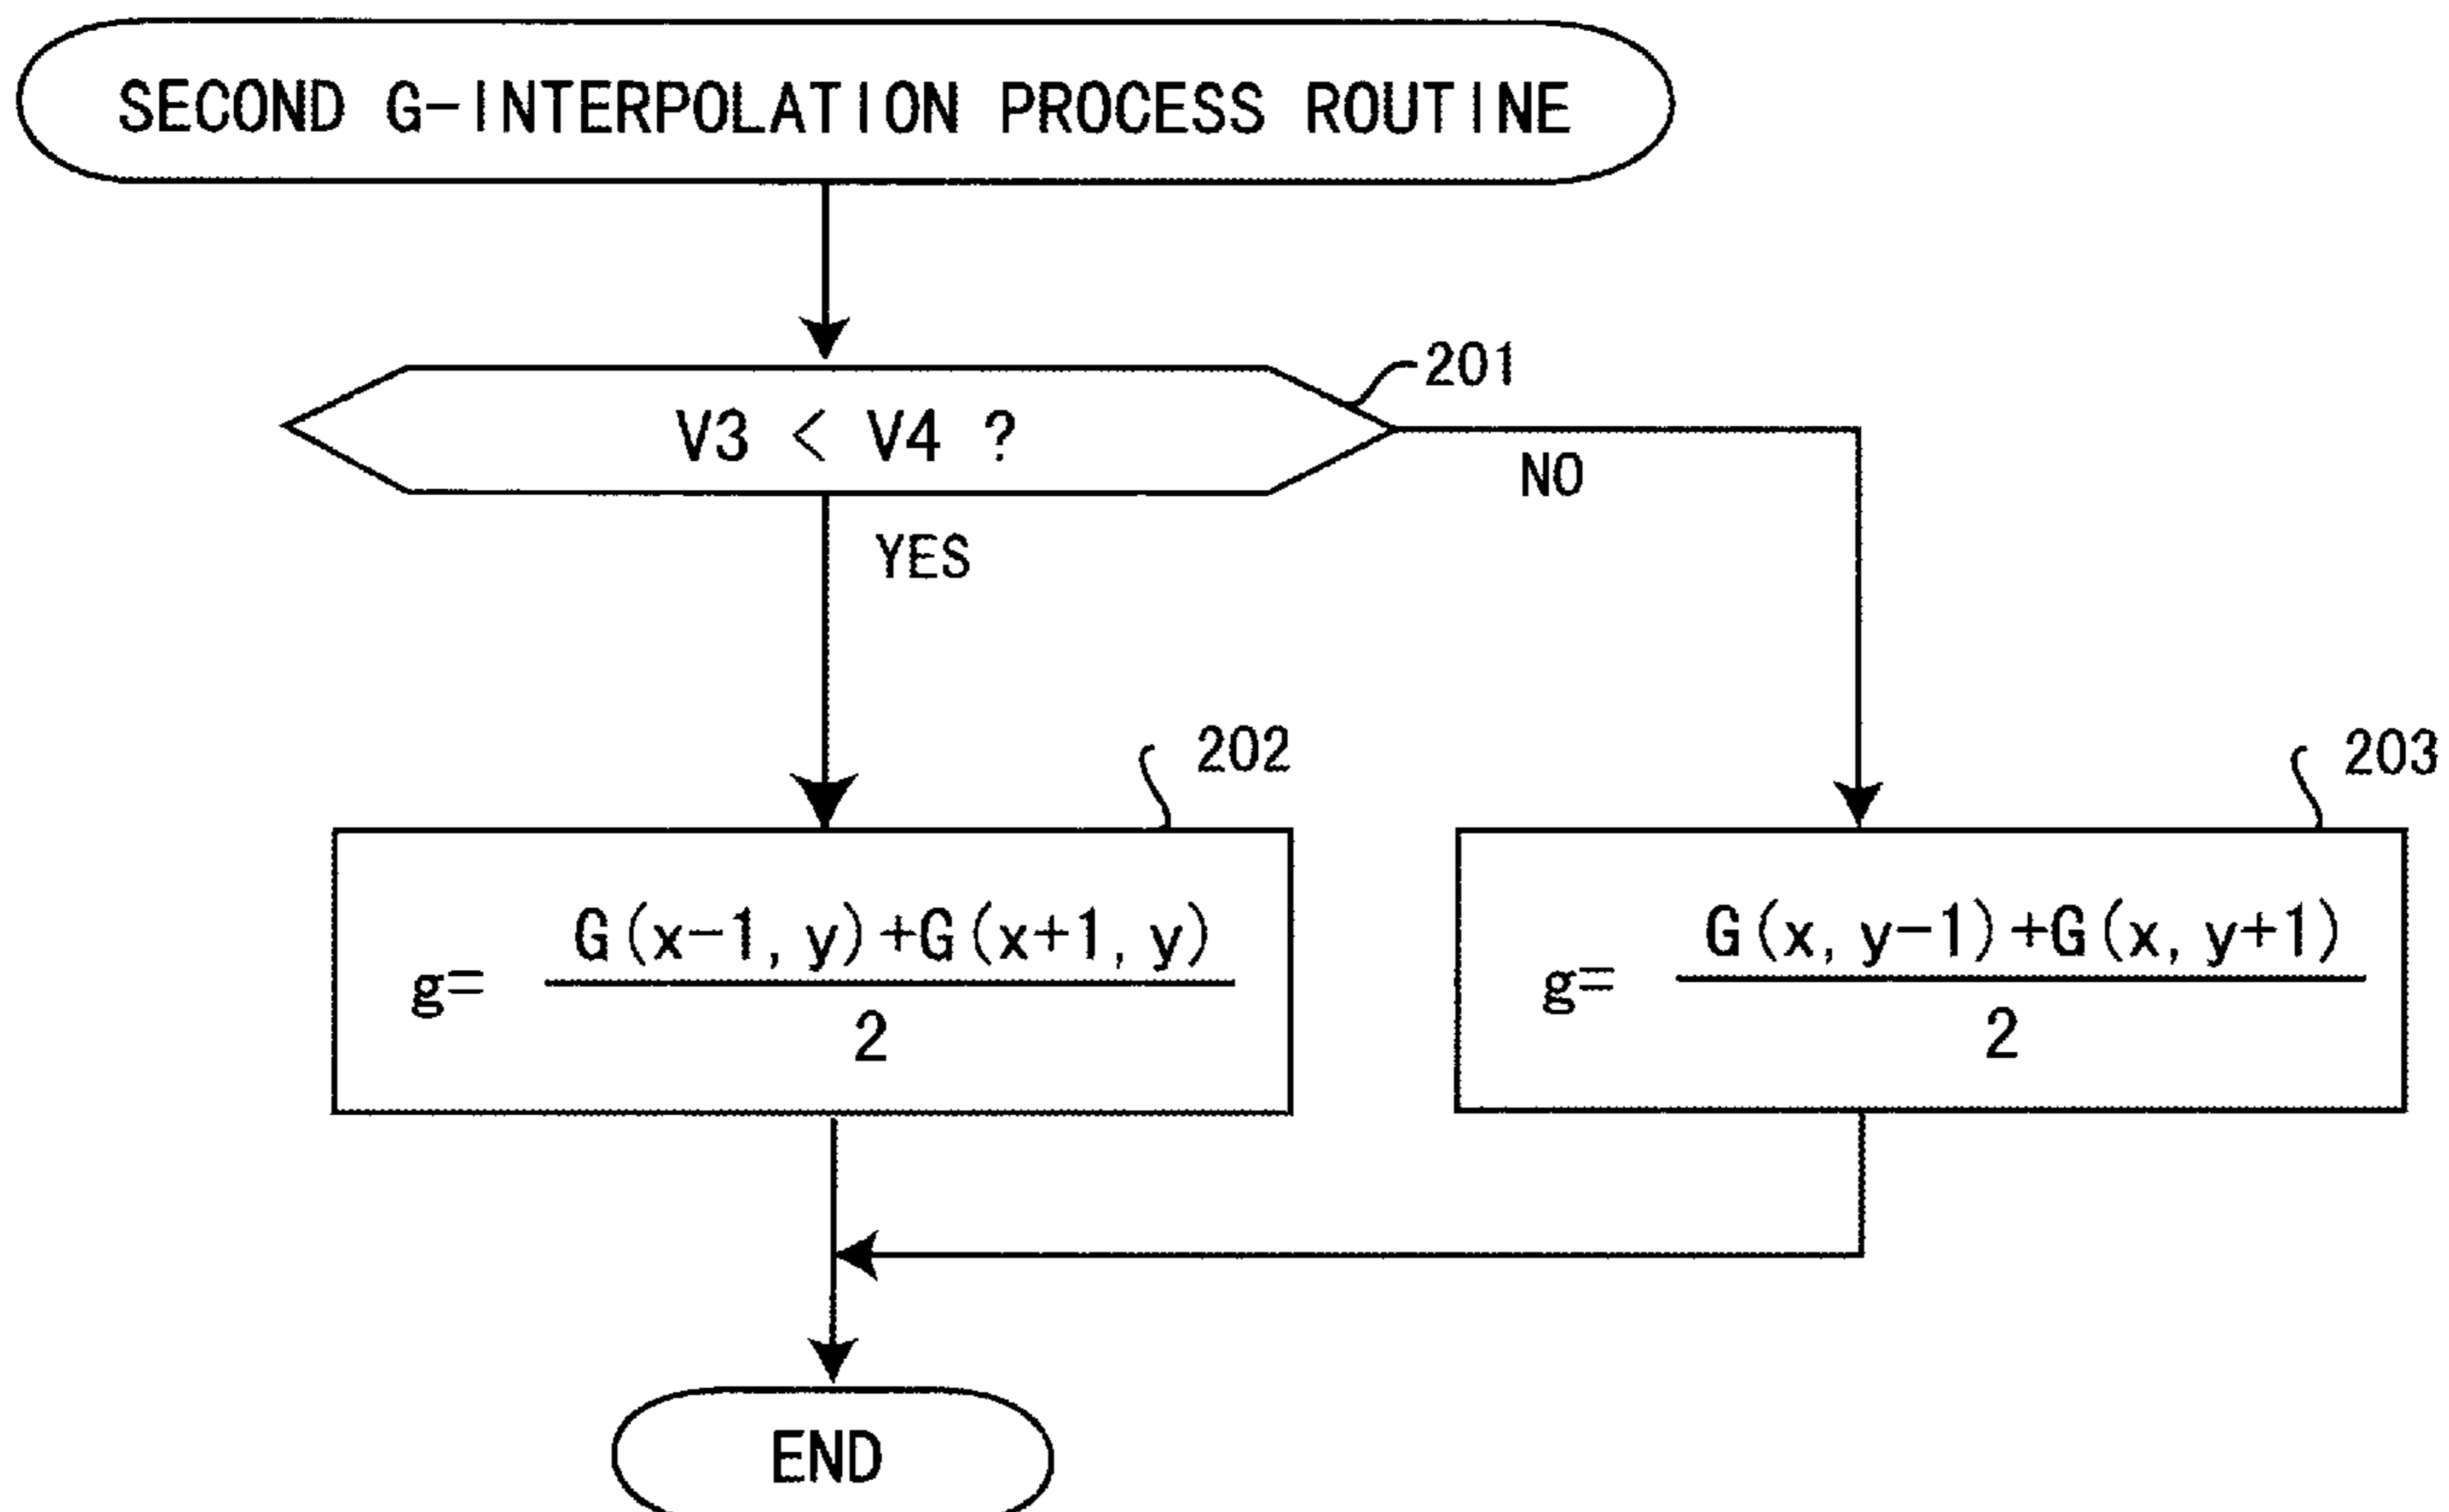 SECOND G-INTERPOLATION PROCESS ROUTINE
201
V3 < V4 ?
NO
YES
202
203
G(x-1, y)+G(x+1, y)
g=
2
G(x, y-1)+G(x, y+1)
g=
2
END